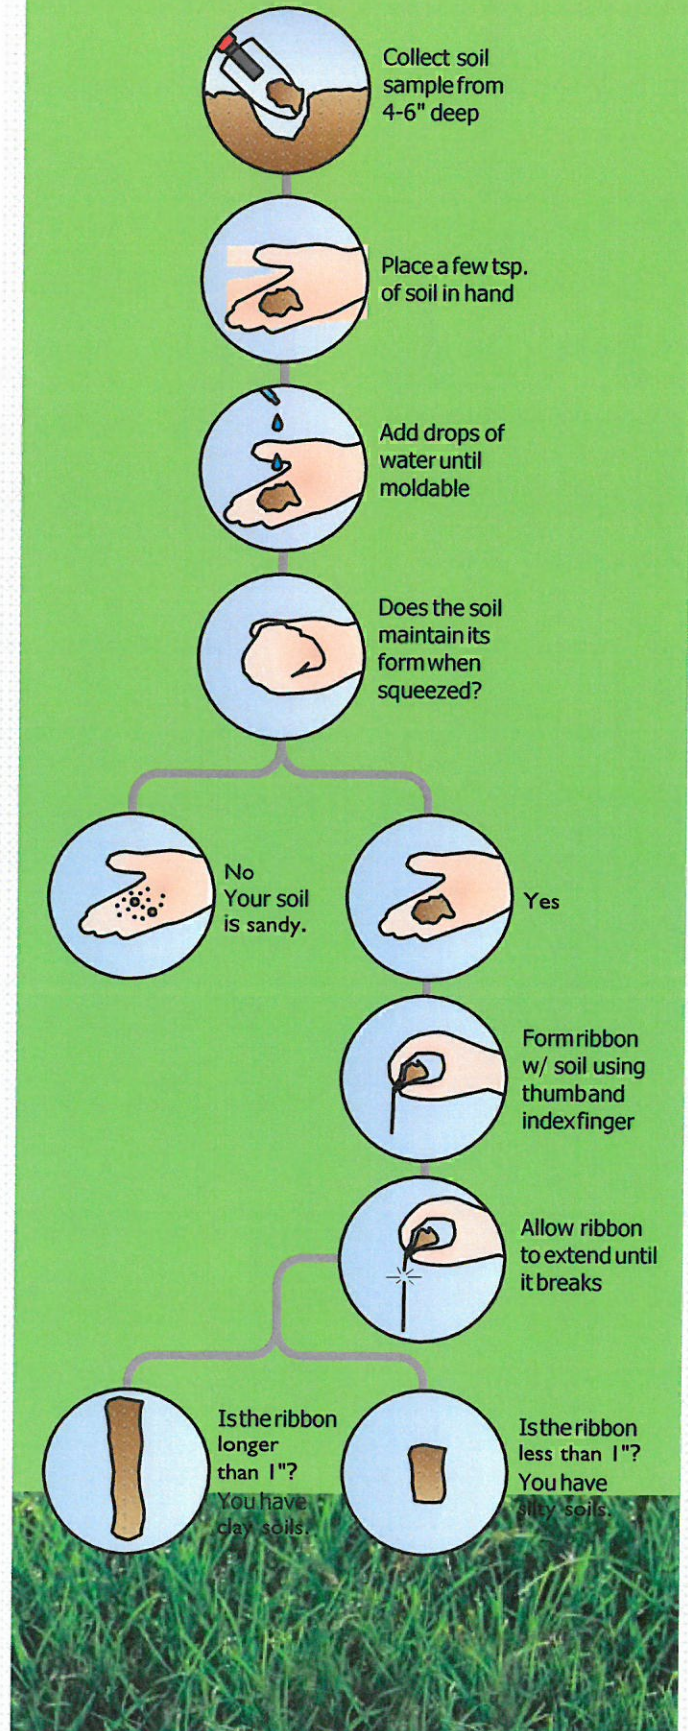 Collect soil
sample from
4-6" deep
Place a few tsp.
of soil in hand
Add drops of
water until
moldable
Does the soil
maintain its
form when
squeezed?
No
Your soil
is sandy.
Yes
Form ribbon
w/ soil using
thumb and
index finger
Allow ribbon
to extend until
it breaks
Is the ribbon
longer
than 1"?
You have
clay soils.
Is the ribbon
less than 1"?
You have
silty soils.